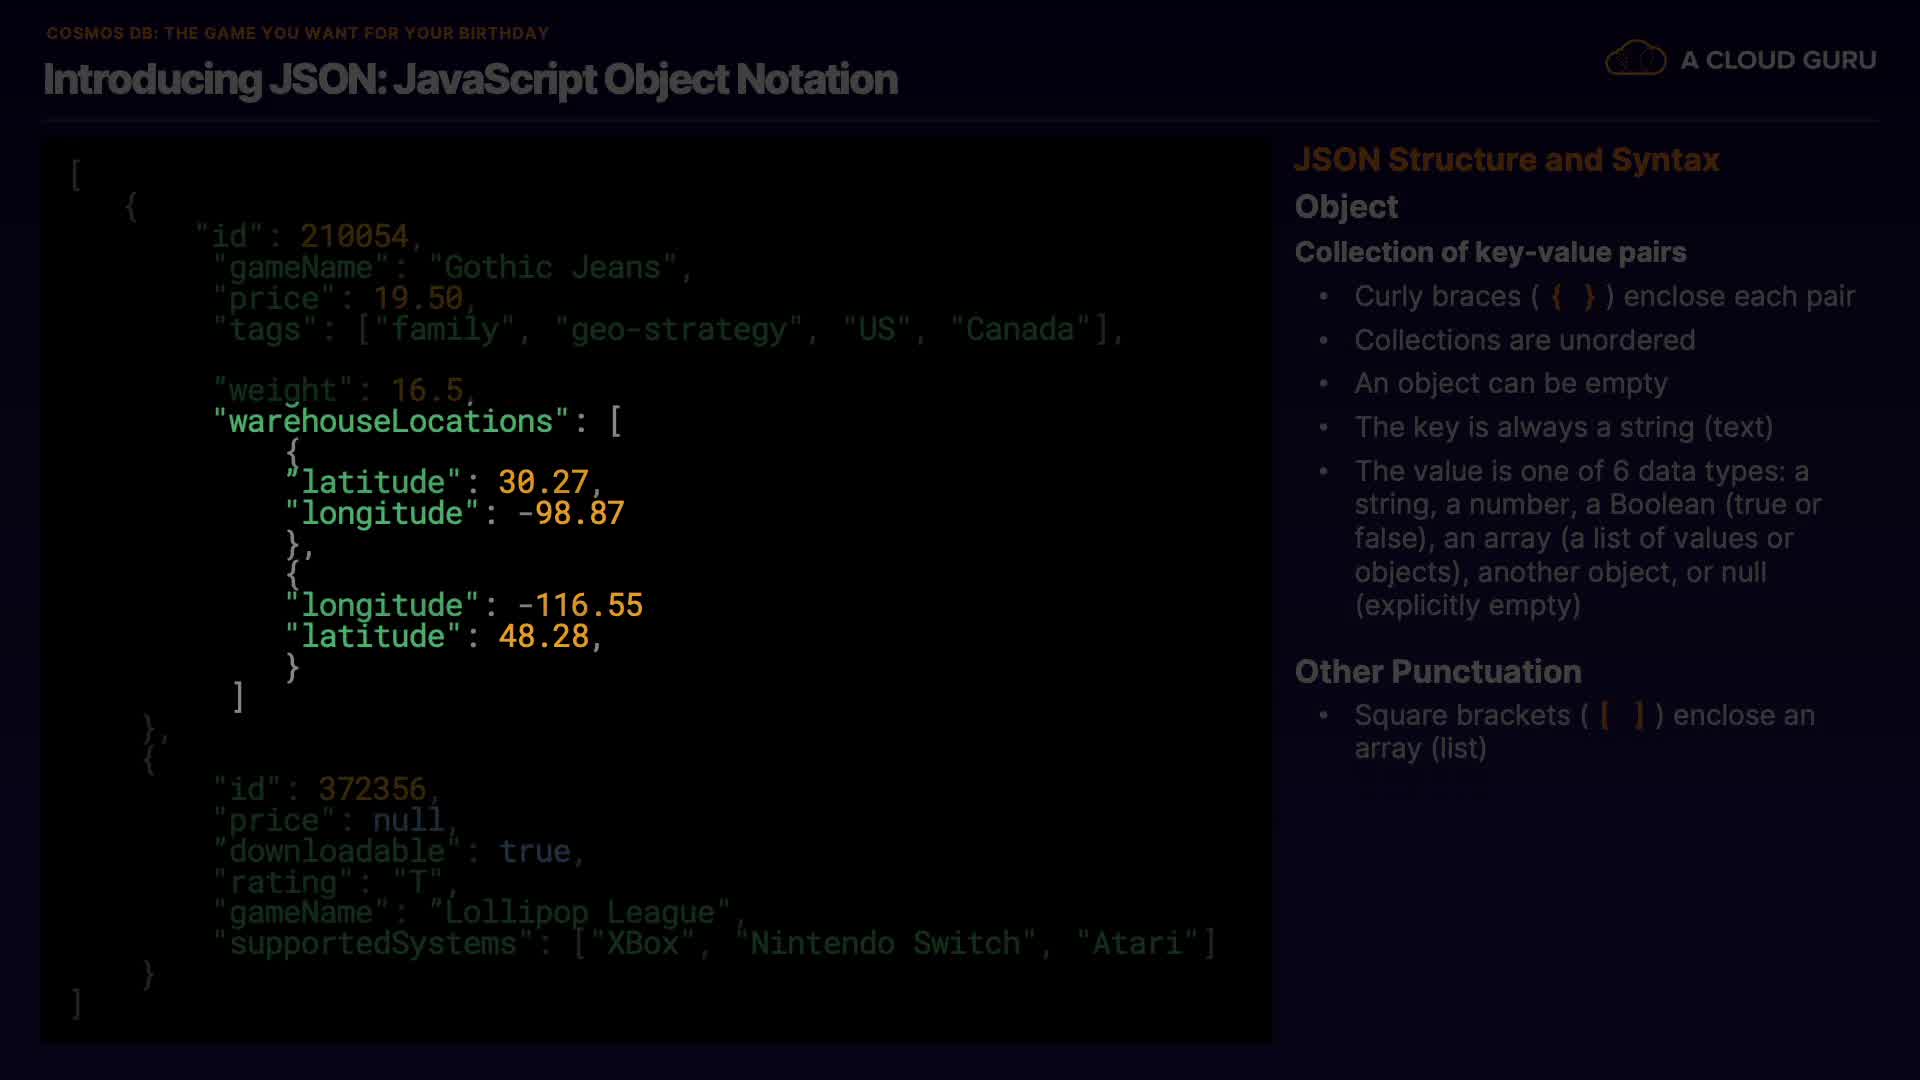 COSMOS DB: THE GAME YOU WANT FOR YOUR BIRTHDAY
Introducing JSON: JavaScript Object Notation
A CLOUD GURU
[
{
"id": 210054,
"gameName": "Gothic Jeans",
"price": 19.50,
"tags": ["family", "geo-strategy", "US", "Canada"],
"weight": 16.5,
"warehouseLocations": [
{
"latitude": 30.27,
"longitude": -98.87
},
{
"longitude": -116.55
"latitude": 48.28,
}
]
},
{
"id": 372356,
"price": null,
"downloadable": true,
"rating": "T",
"gameName": "Lollipop League",
"supportedSystems": ["XBox", "Nintendo Switch", "Atari"]
}
]
JSON Structure and Syntax
Object
Collection of key-value pairs
• Curly braces ( { } ) enclose each pair
• Collections are unordered
• An object can be empty
• The key is always a string (text)
• The value is one of 6 data types: a
string, a number, a Boolean (true or
false), an array (a list of values or
objects), another object, or null
(explicitly empty)
Other Punctuation
• Square brackets ( [ ] ) enclose an
array (list)